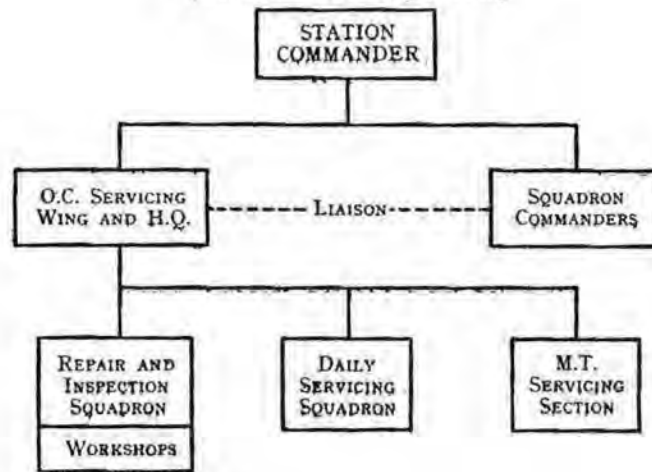 STATION
COMMANDER
O.C. SERVICING
WING AND H.Q.
LIAISON
SQUADRON
COMMANDERS
REPAIR AND
INSPECTION
SQUADRON
WORKSHOPS
DAILY
SERVICING
SQUADRON
M.T.
SERVICING
SECTION